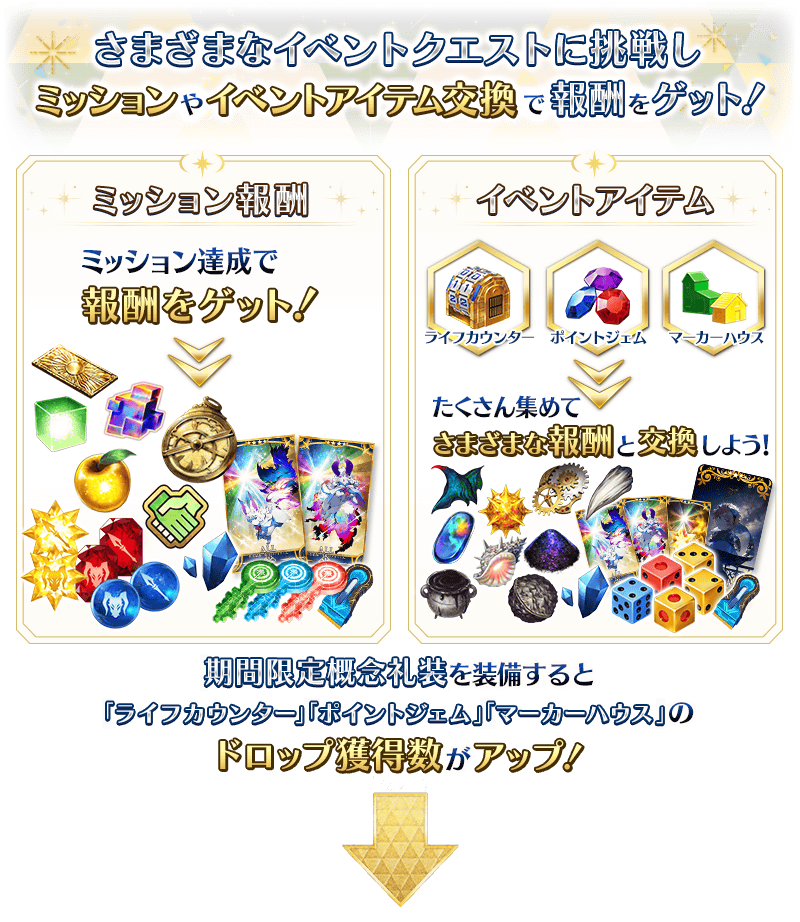 さまざまなイベントクエストに挑戦し
ミッションやイベントアイテム交換で報酬をゲット!
ミッション報酬
ミッション達成で
報酬をゲット!
イベントアイテム
ライフカウンター
ポイントジェム
マーカーハウス
たくさん集めて
さまざまな報酬と交換しよう!
期間限定概念礼装を装備すると
「ライフカウンター」「ポイントジェム」「マーカーハウス」の
ドロップ獲得数がアップ!